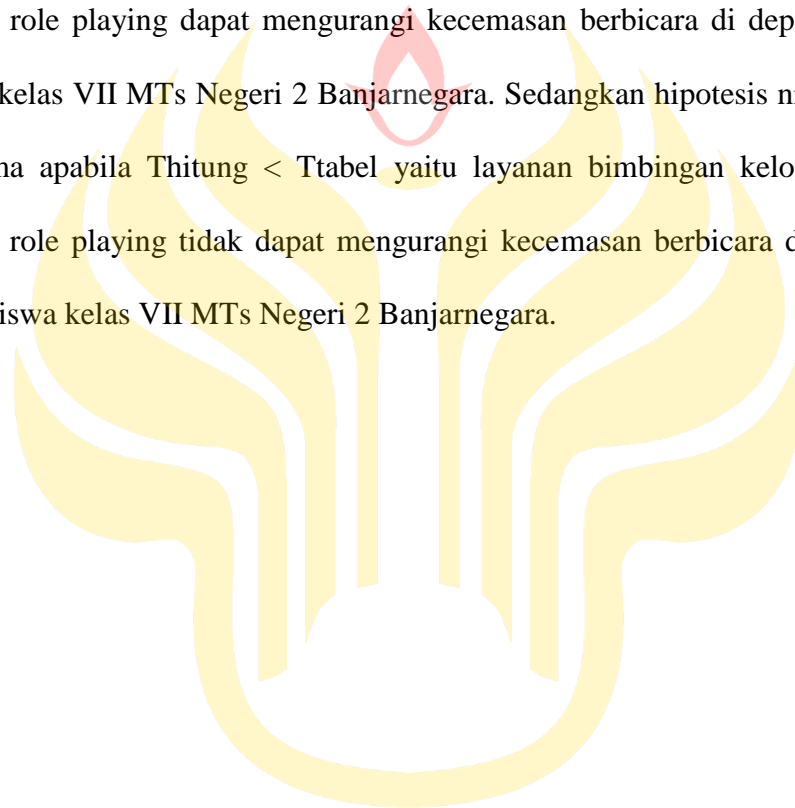 role playing dapat mengurangi kecemasan berbicara di dep
kelas VII MTs Negeri 2 Banjarnegara. Sedangkan hipotesis
apabila Thitung < Ttabel yaitu layanan bimbingan kelo
role playing tidak dapat mengurangi kecemasan berbicara d
iswa kelas VII MTs Negeri 2 Banjarnegara.